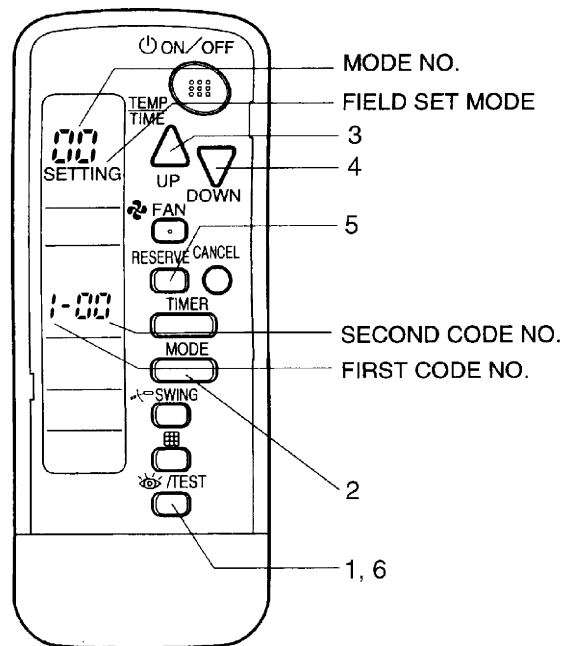 ON/OFF
MODE NO.
TEMP
TIME
FIELD SET MODE
00
3
SETTING
UP
4
DOWN
FAN
5
RESERVE CANCEL
TIMER
1-00
SECOND CODE NO.
MODE
FIRST CODE NO.
SWING
2
/TEST
1, 6